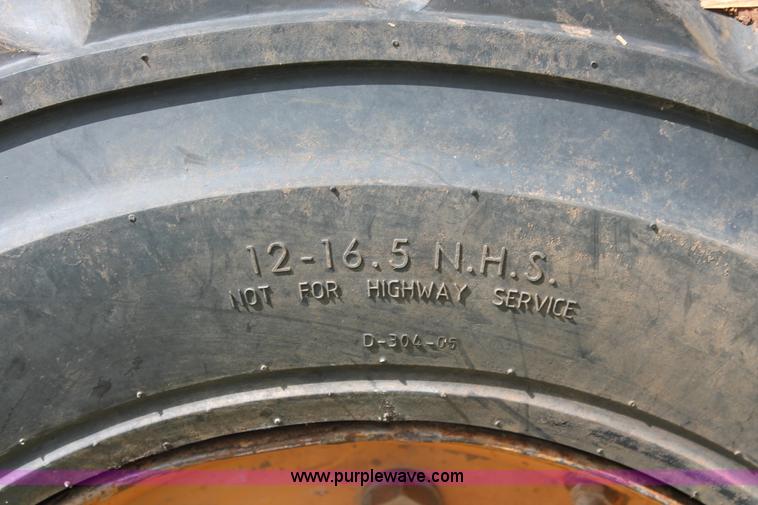 12-16.5 N.H.S.
NOT FOR HIGHWAY SERVICE
D-304-05
www.purplewave.com